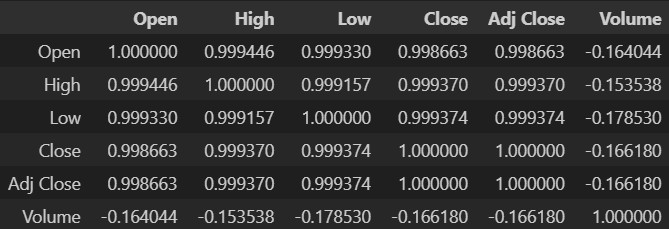 Open High Low Close Adj Close Volume
Open 1.000000 0.999446 0.999330 0.998663 0.998663 -0.164044
High 0.999446 1.000000 0.999157 0.999370 0.999370 -0.153538
Low 0.999330 0.999157 1.000000 0.999374 0.999374 -0.178530
Close 0.998663 0.999370 0.999374 1.000000 1.000000 -0.166180
Adj Close 0.998663 0.999370 0.999374 1.000000 1.000000 -0.166180
Volume -0.164044 -0.153538 -0.178530 -0.166180 -0.166180 1.000000